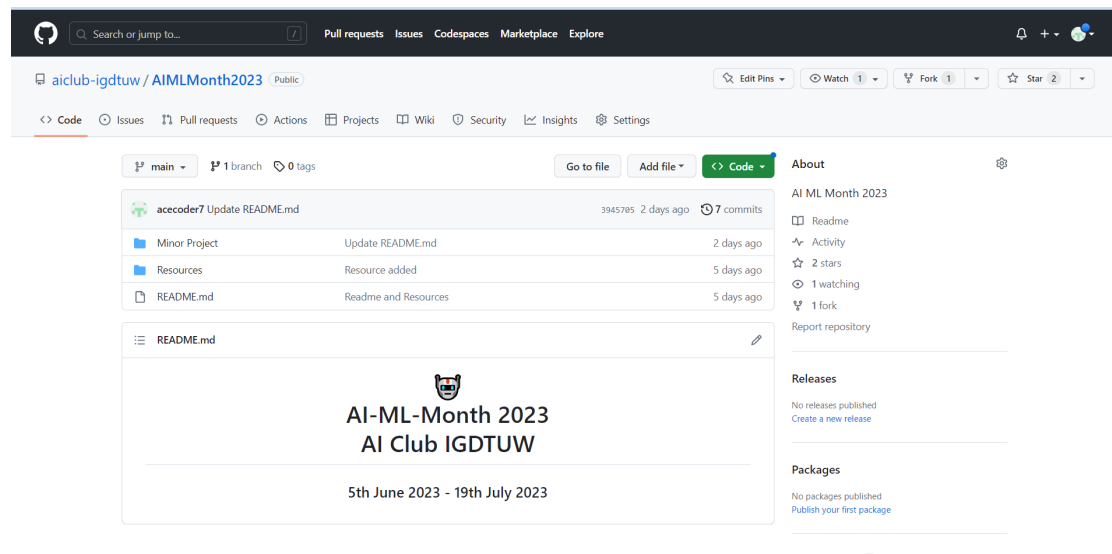 Search or jump to... / Pull requests Issues Codespaces Marketplace Explore
aiclub-igdtuw / AIMLMonth2023 Public Edit Pins Watch 1 Fork 1 Star 2
<> Code Issues Pull requests Actions Projects Wiki Security Insights Settings
main 1 branch 0 tags Go to file Add file <> Code
acecoder7 Update README.md 3945705 2 days ago 7 commits
Minor Project Update README.md 2 days ago
Resources Resource added 5 days ago
README.md Readme and Resources 5 days ago
README.md
AI-ML-Month 2023
AI Club IGDTUW
5th June 2023 - 19th July 2023
About
AI ML Month 2023
Readme
Activity
2 stars
1 watching
1 fork
Report repository
Releases
No releases published
Create a new release
Packages
No packages published
Publish your first package